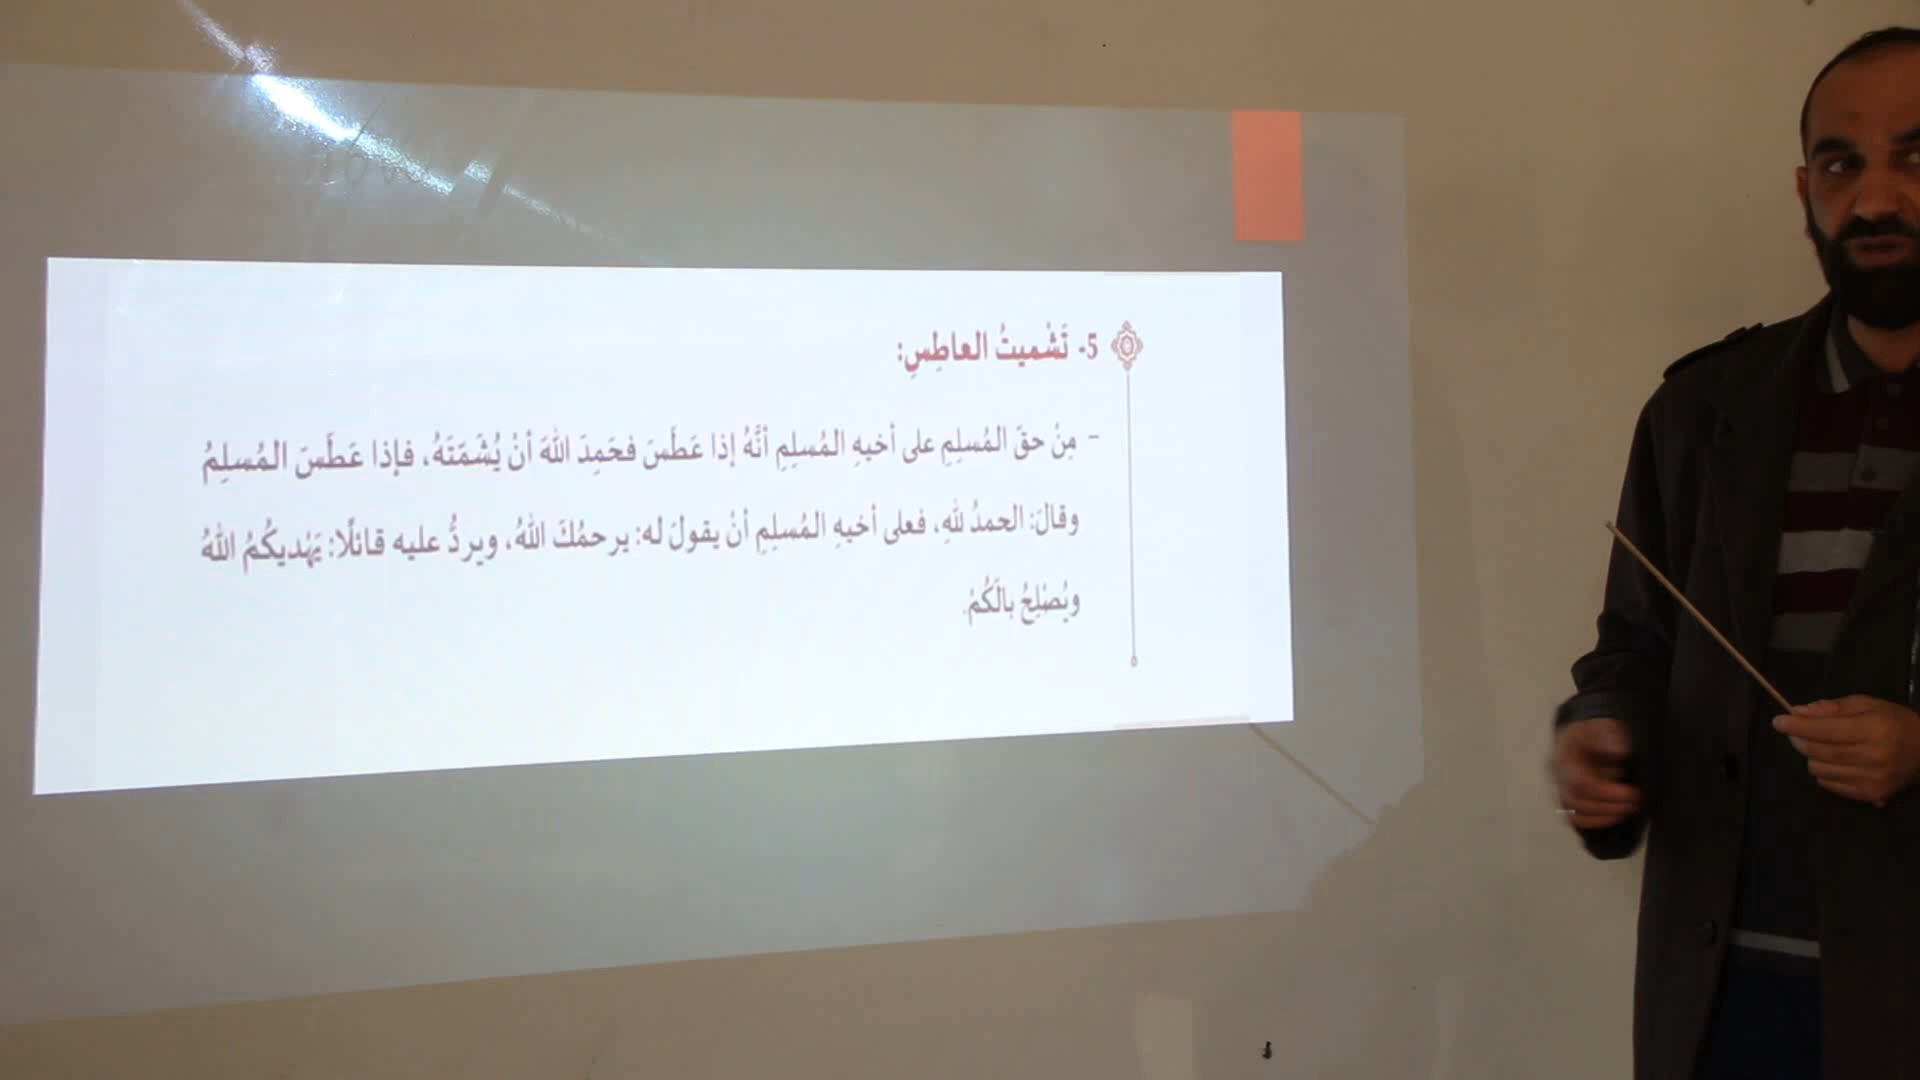 5- تَشْميتُ العاطِسِ:
- مِنْ حقِّ المُسلِمِ على أخيهِ المُسلِمِ أنَّهُ إذا عَطَسَ فحَمِدَ اللهَ أنْ يُشَمِّتَهُ، فإذا عَطَسَ المُسلِمُ
وقالَ: الحمدُ للهِ، فعلى أخيهِ المُسلِمِ أنْ يقولَ له: يرحمُكَ اللهُ، ويردُّ عليه قائلًا: يَهْديكُمُ اللهُ
ويُصْلِحُ بالَكُمْ.